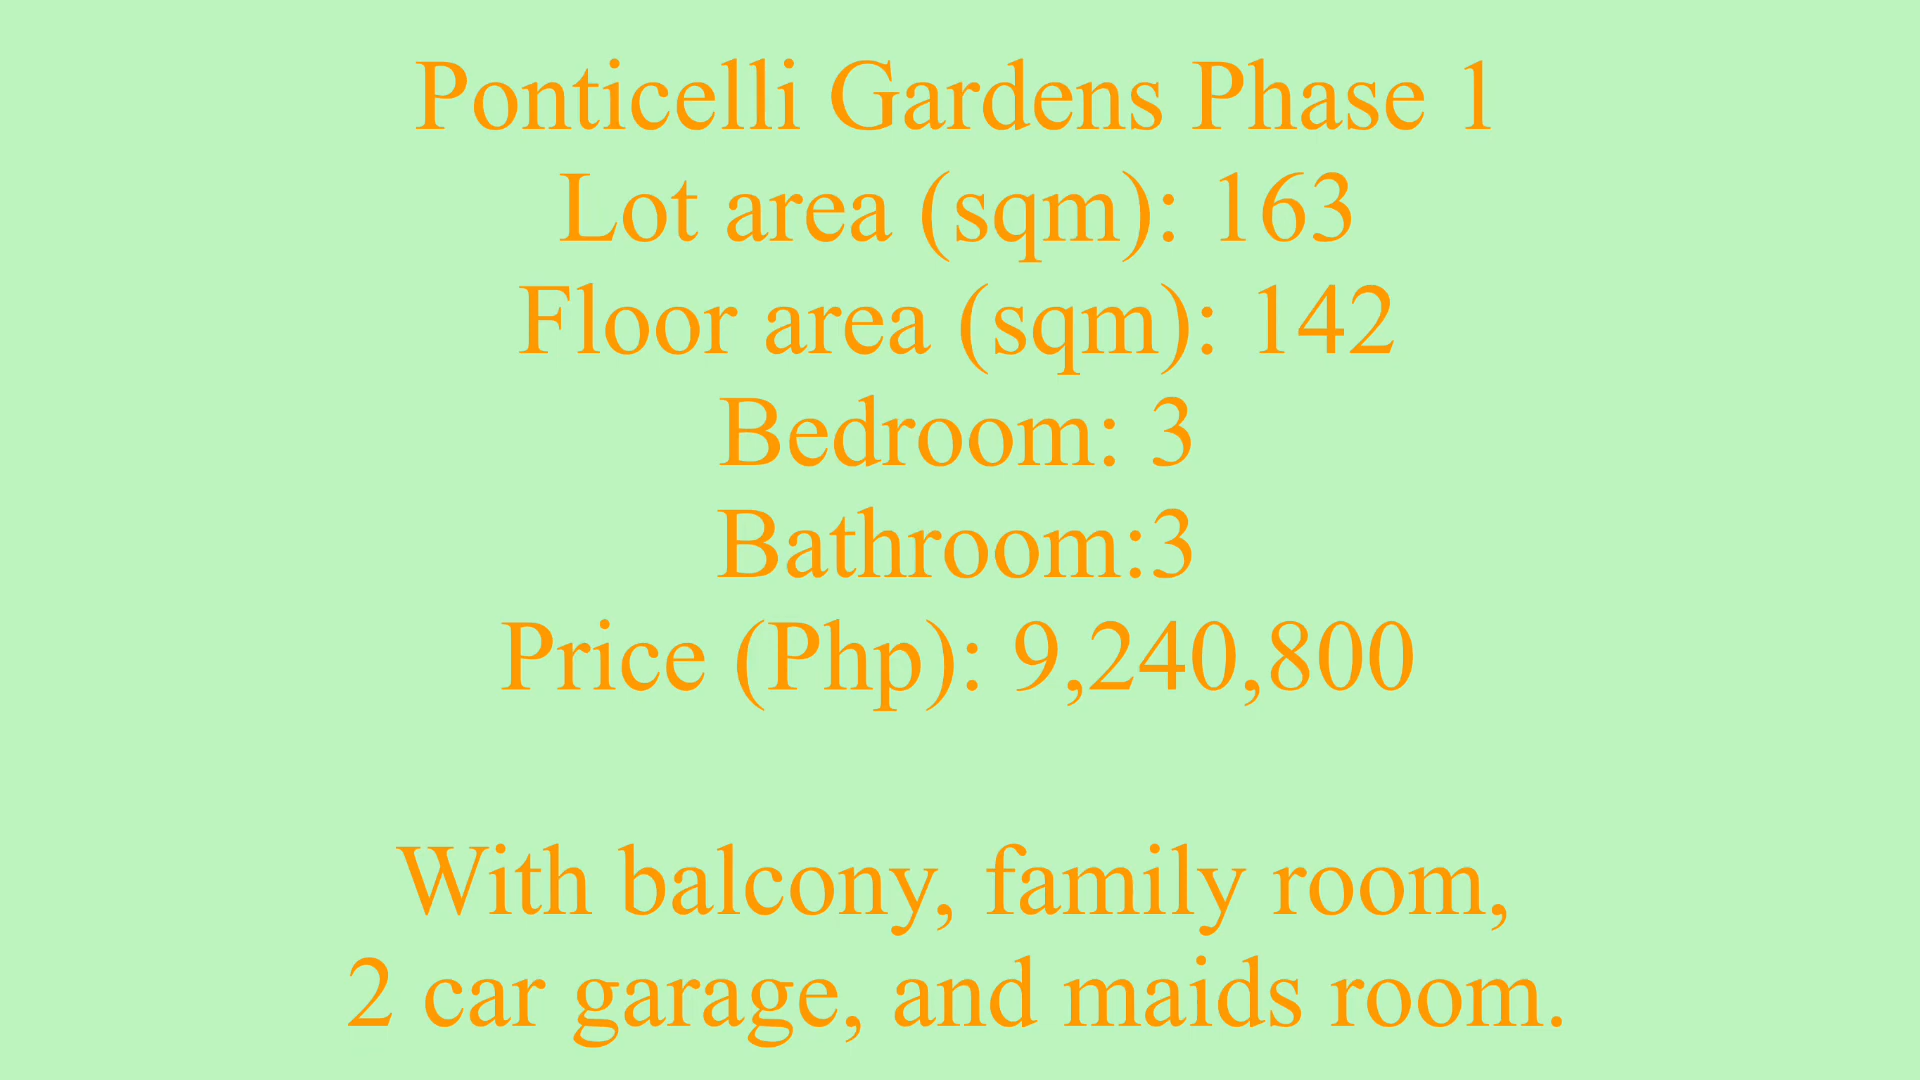 Ponticelli Gardens Phase 1
Lot area (sqm): 163
Floor area (sqm): 142
Bedroom: 3
Bathroom:3
Price (Php): 9,240,800
With balcony, family room,
2 car garage, and maids room.